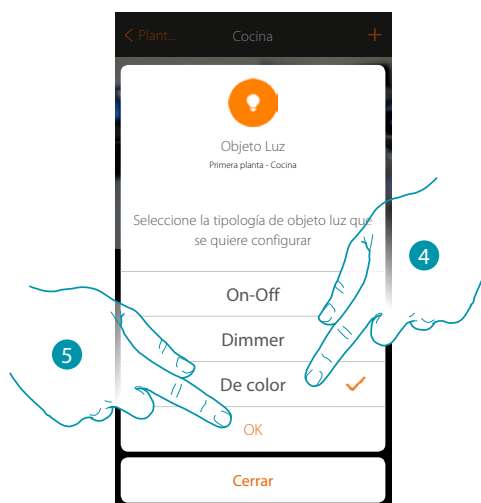 Plant... Cocina +
Objeto Luz
Primera planta - Cocina
Seleccione la tipología de objeto luz que
se quiere configurar
On-Off
4
Dimmer
5
De color
OK
Cerrar